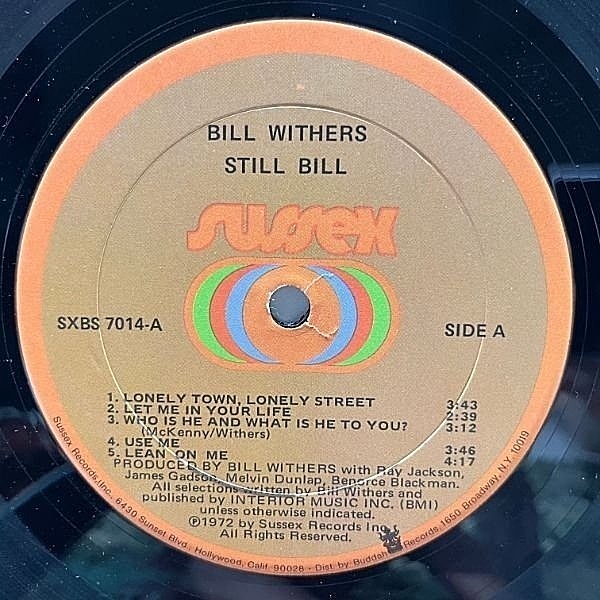 BILL WITHERS
STILL BILL
sussex
SXBS 7014-A
SIDE A
1. LONELY TOWN, LONELY STREET 3:43
2. LET ME IN YOUR LIFE 2:39
3. WHO IS HE AND WHAT IS HE TO YOU? 3:12
(McKenny/Withers)
4. USE ME 3:46
5. LEAN ON ME 4:17
PRODUCED BY BILL WITHERS with Ray Jackson,
James Gadson, Melvin Dunlap, Benorce Blackman.
All selections written by Bill Withers and
published by INTERIOR MUSIC INC. (BMI)
unless otherwise indicated.
℗1972 by Sussex Records Inc.
All Rights Reserved.
Sussex Records, Inc., 6430 Sunset Blvd., Hollywood, Calif. 90028 - Dist. by Buddah Records 1650 Broadway, N.Y. 10019